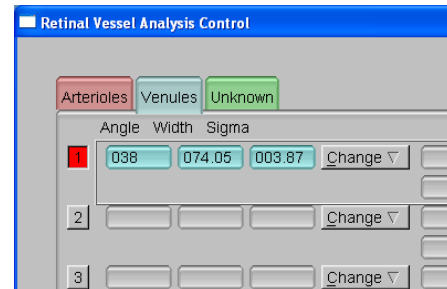 Retinal Vessel Analysis Control
Arterioles Venules Unknown
Angle Width Sigma
1 038 074.05 003.87 Change
2 Change
3 Change